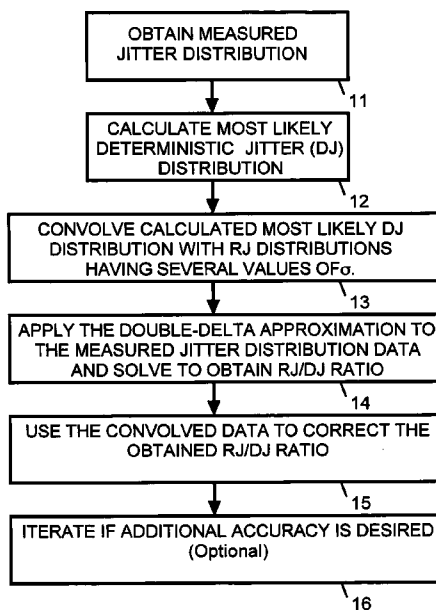 OBTAIN MEASURED
JITTER DISTRIBUTION
11
CALCULATE MOST LIKELY
DETERMINISTIC JITTER (DJ)
DISTRIBUTION
12
CONVOLVE CALCULATED MOST LIKELY DJ
DISTRIBUTION WITH RJ DISTRIBUTIONS
HAVING SEVERAL VALUES OFσ.
13
APPLY THE DOUBLE-DELTA APPROXIMATION TO
THE MEASURED JITTER DISTRIBUTION DATA
AND SOLVE TO OBTAIN RJ/DJ RATIO
14
USE THE CONVOLVED DATA TO CORRECT THE
OBTAINED RJ/DJ RATIO
15
ITERATE IF ADDITIONAL ACCURACY IS DESIRED
(Optional)
16